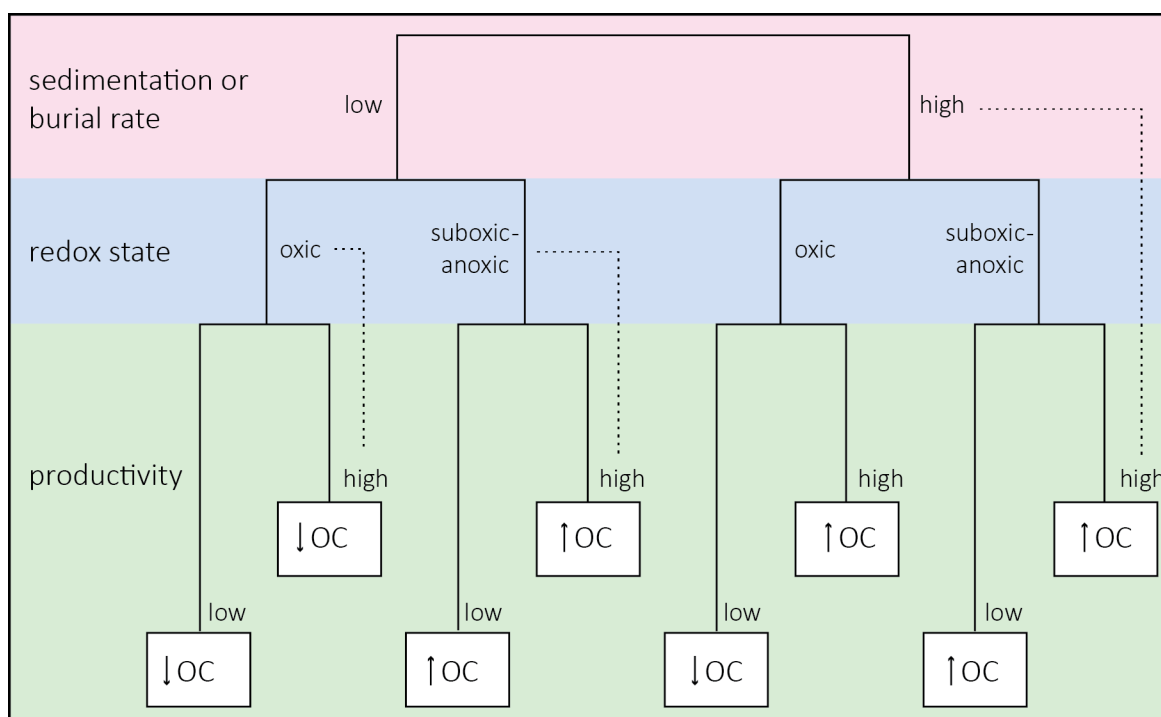 sedimentation or
burial rate
low
high
redox state
oxic
suboxic-
anoxic
oxic
suboxic-
anoxic
productivity
high
high
high
high
↓OC
↑OC
↑OC
↑OC
low
low
low
low
↓OC
↑OC
↓OC
↑OC